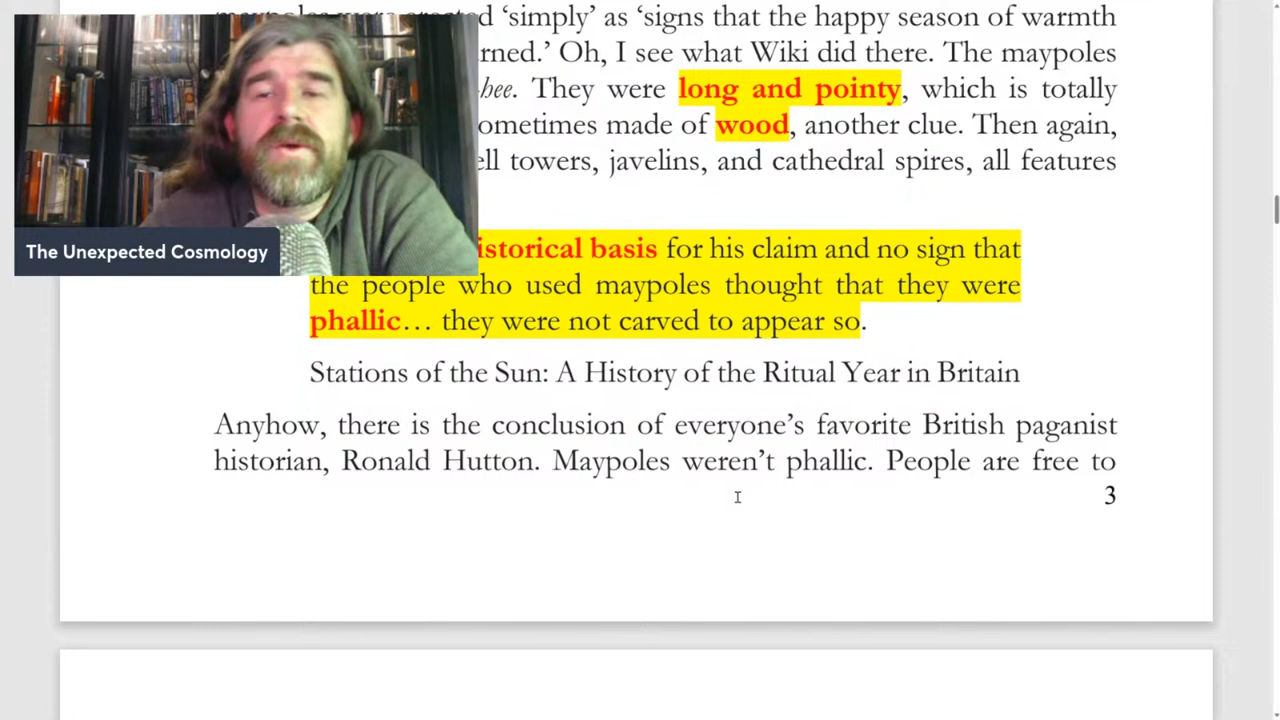 ‘simply’ as ‘signs that the happy season of warmth
rned.’ Oh, I see what Wiki did there. The maypoles
-hee. They were long and pointy, which is totally
ometimes made of wood, another clue. Then again,
ell towers, javelins, and cathedral spires, all features
The Unexpected Cosmology
istorical basis for his claim and no sign that
the people who used maypoles thought that they were
phallic… they were not carved to appear so.
Stations of the Sun: A History of the Ritual Year in Britain
Anyhow, there is the conclusion of everyone’s favorite British paganist
historian, Ronald Hutton. Maypoles weren’t phallic. People are free to
3